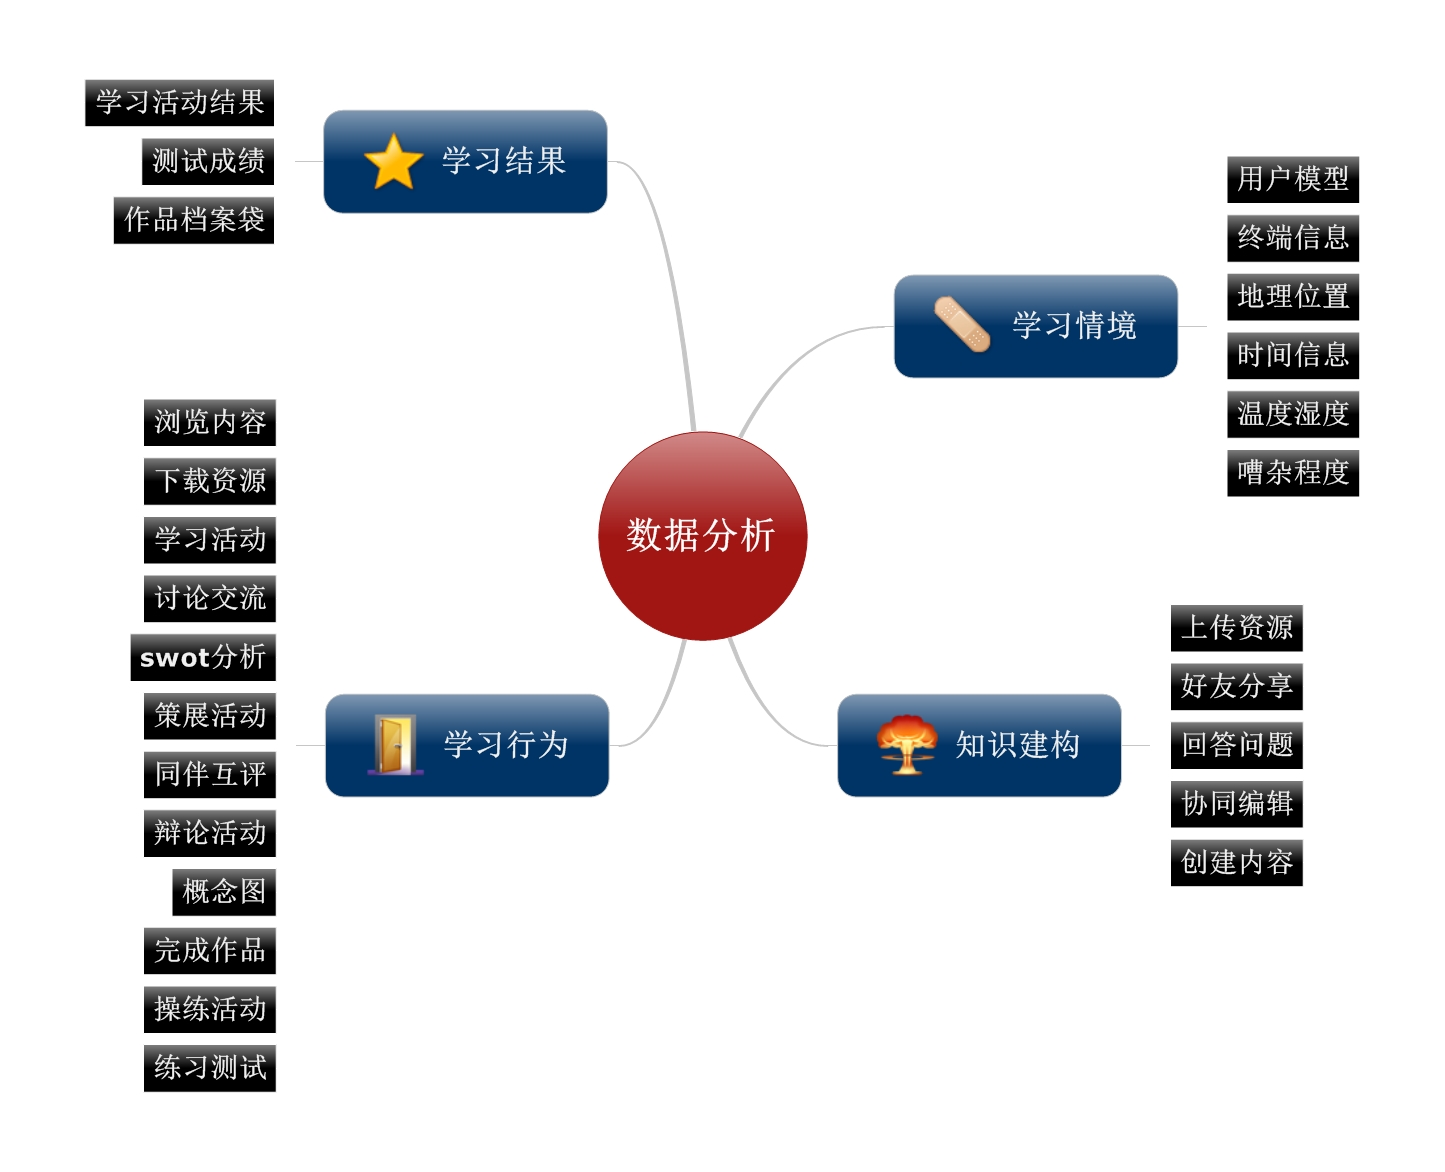 数据分析
学习结果
学习活动结果
测试成绩
作品档案袋
学习情境
用户模型
终端信息
地理位置
时间信息
温度湿度
嘈杂程度
学习行为
浏览内容
下载资源
学习活动
讨论交流
swot分析
策展活动
同伴互评
辩论活动
概念图
完成作品
操练活动
练习测试
知识建构
上传资源
好友分享
回答问题
协同编辑
创建内容